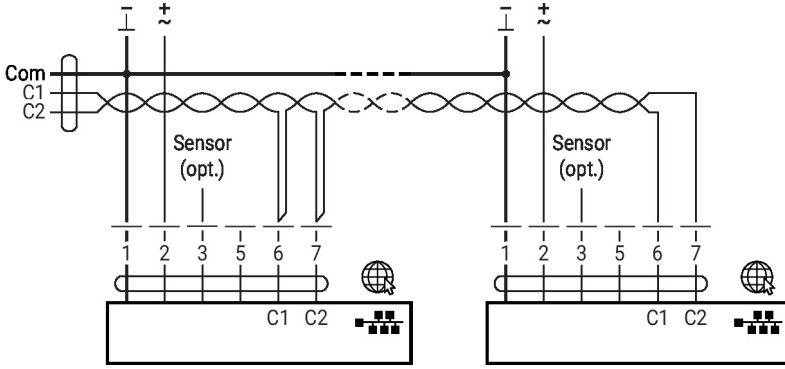 – + – +
⊥ ~ ⊥ ~
Com
C1
C2
Sensor Sensor
(opt.) (opt.)
1 2 3 5 6 7 1 2 3 5 6 7
C1 C2 C1 C2